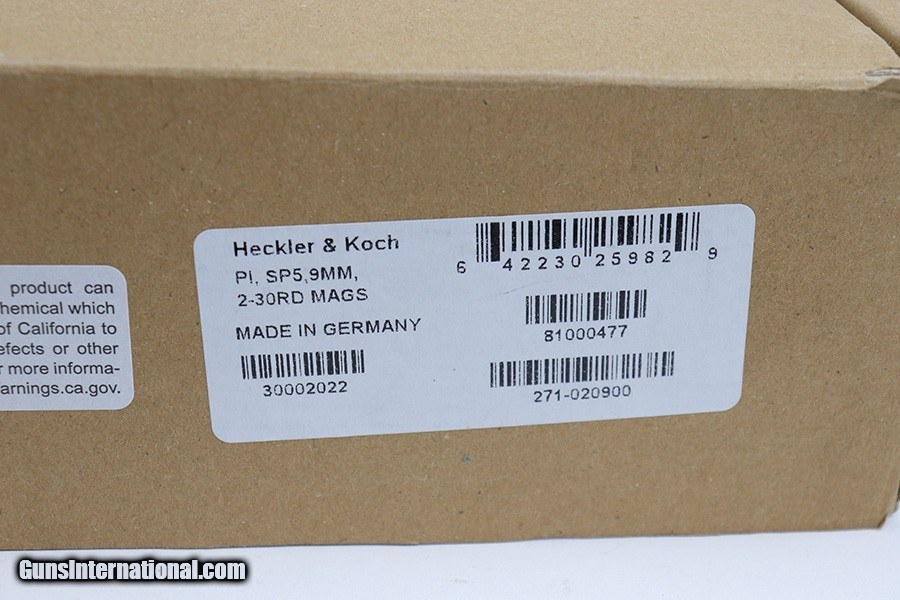 Heckler & Koch
PI, SP5,9MM,
2-30RD MAGS
MADE IN GERMANY
30002022
6 42230 25982 9
81000477
271-020900
product can
hemical which
of California to
efects or other
r more informa-
arnings.ca.gov.
GunsInternational.com